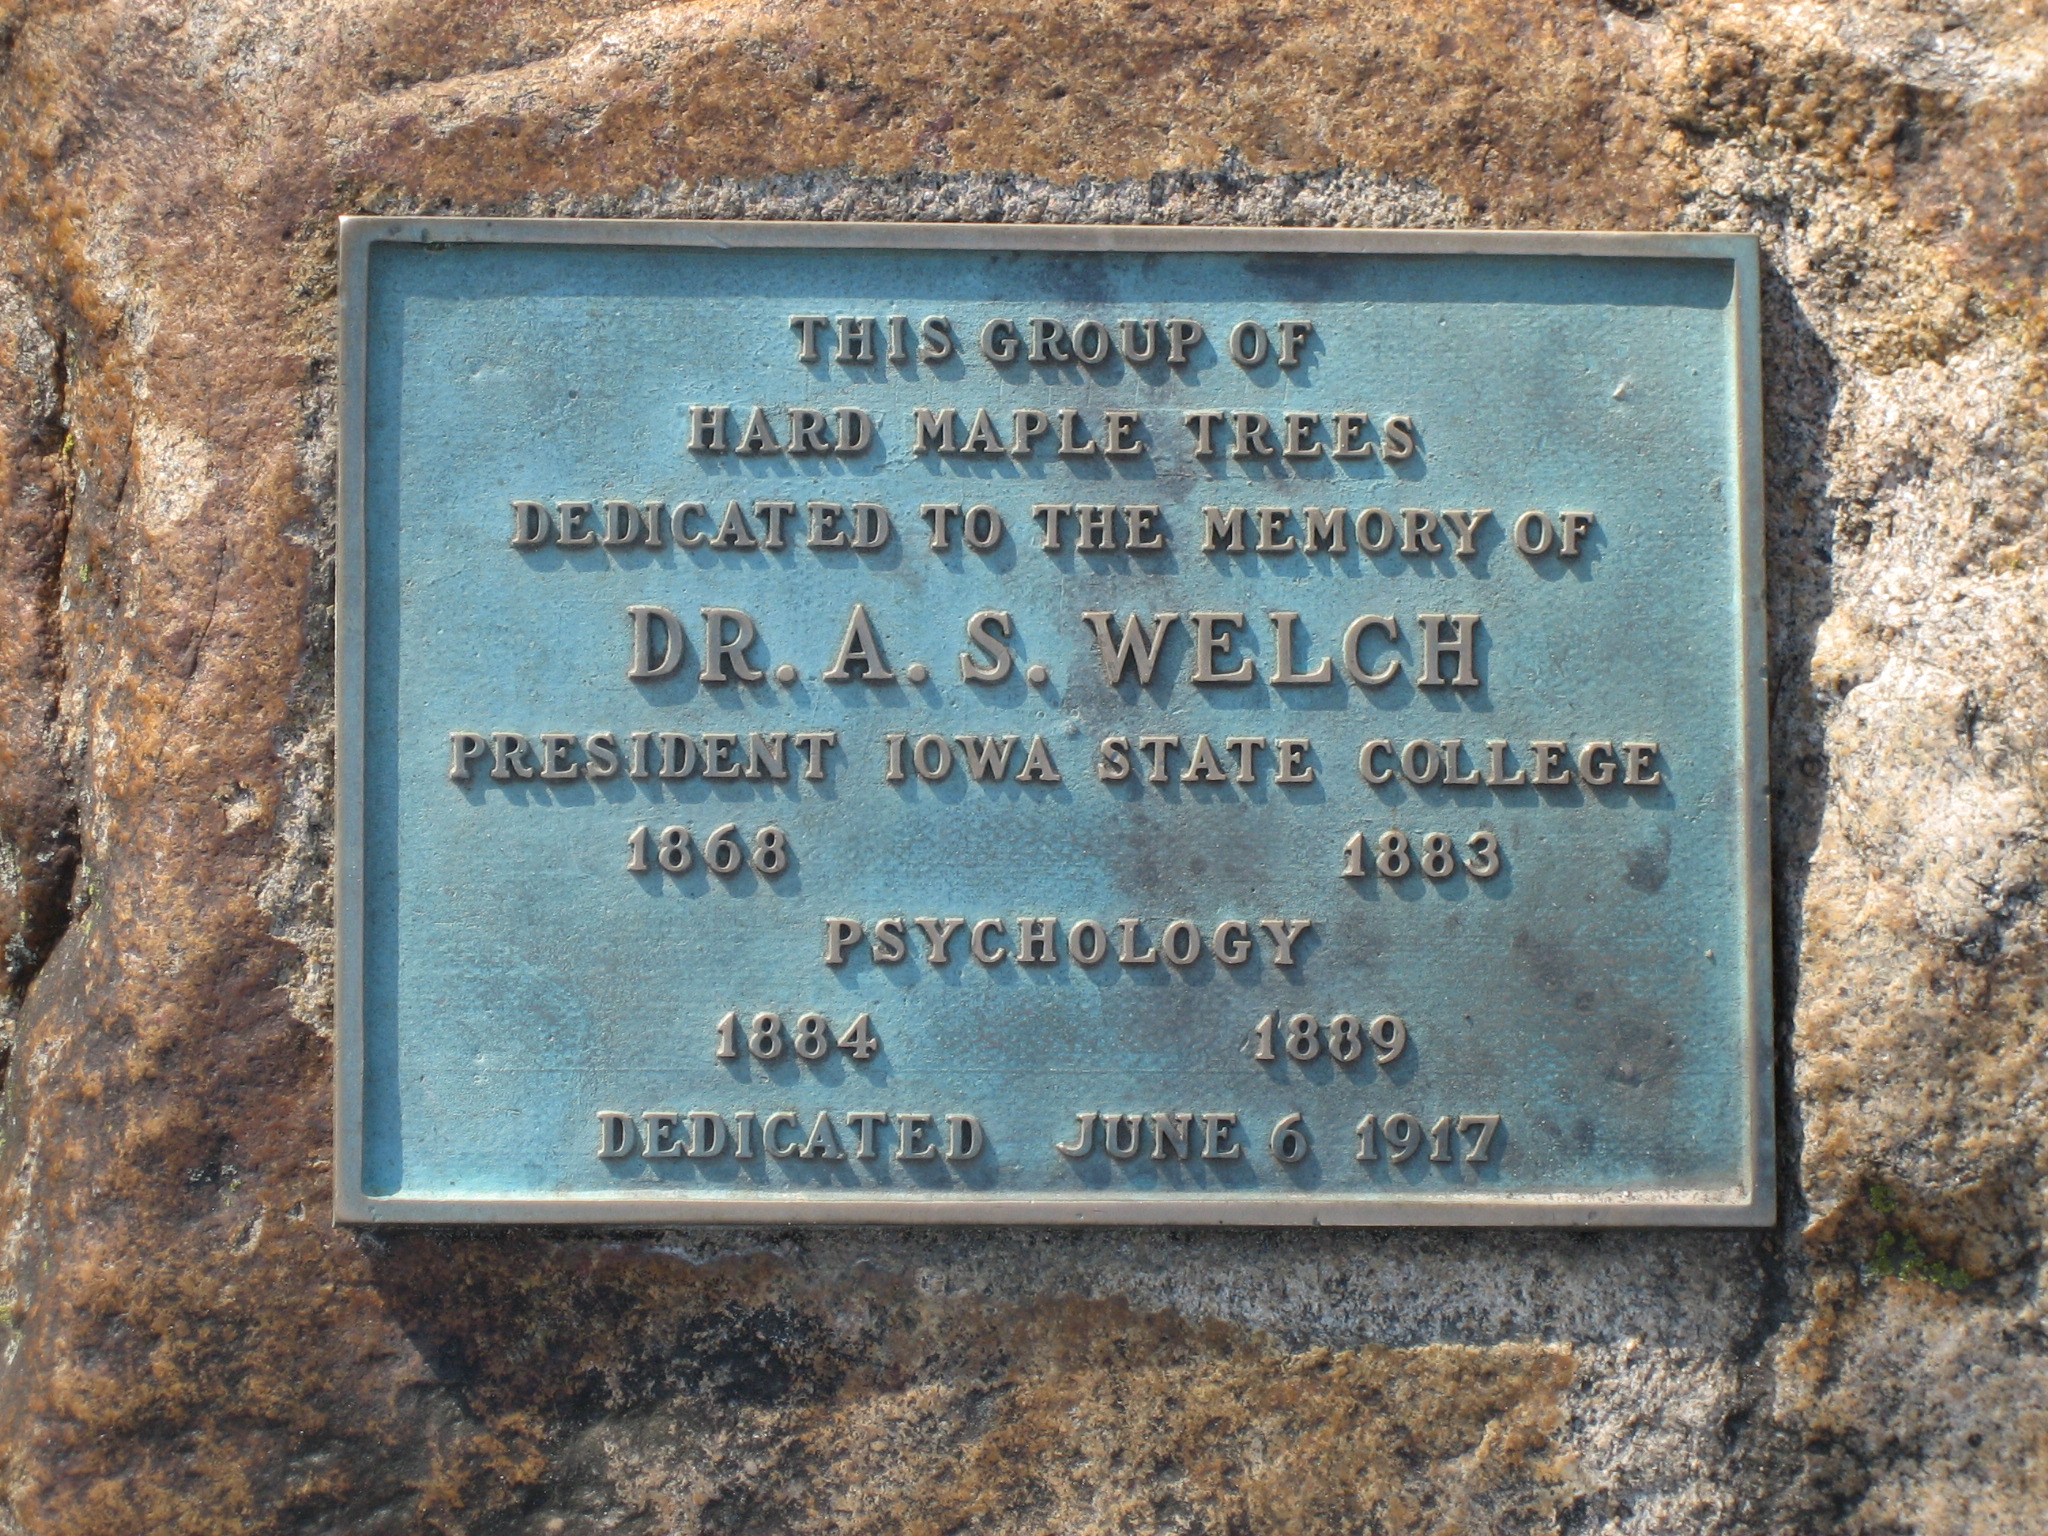 THIS GROUP OF
HARD MAPLE TREES
DEDICATED TO THE MEMORY OF
DR. A. S. WELCH
PRESIDENT IOWA STATE COLLEGE
1868 1883
PSYCHOLOGY
1884 1889
DEDICATED JUNE 6 1917